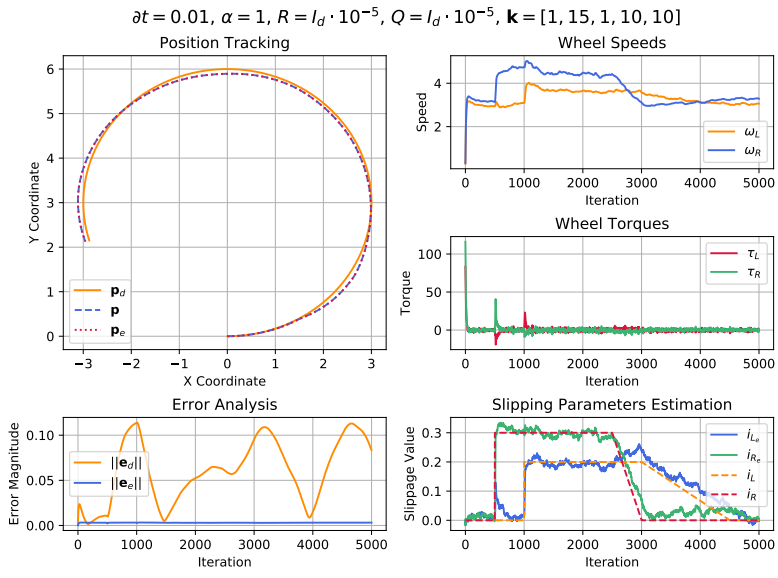 ∂t = 0.01, α = 1, R = I_d · 10^−5, Q = I_d · 10^−5, k = [1, 15, 1, 10, 10]
Position Tracking
6
5
4
3
2
1
0
Y Coordinate
p_d
p
p_e
−3 −2 −1 0 1 2 3
X Coordinate
Wheel Speeds
4
2
Speed
ω_L
ω_R
0 1000 2000 3000 4000 5000
Iteration
Wheel Torques
100
50
0
Torque
τ_L
τ_R
0 1000 2000 3000 4000 5000
Iteration
Error Analysis
0.10
0.05
0.00
Error Magnitude
||e_d||
||e_e||
0 1000 2000 3000 4000 5000
Iteration
Slipping Parameters Estimation
0.3
0.2
0.1
0.0
Slippage Value
i_{L_e}
i_{R_e}
i_L
i_R
0 1000 2000 3000 4000 5000
Iteration